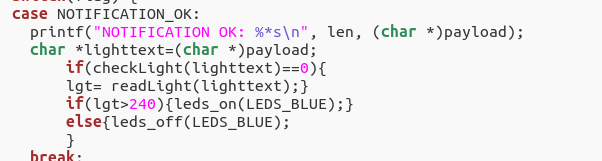 case NOTIFICATION_OK:
printf("NOTIFICATION OK: %*s\n", len, (char *)payload);
char *lighttext=(char *)payload;
if(checkLight(lighttext)==0){
lgt= readLight(lighttext);}
if(lgt>240){leds_on(LEDS_BLUE);}
else{leds_off(LEDS_BLUE);
}
break;